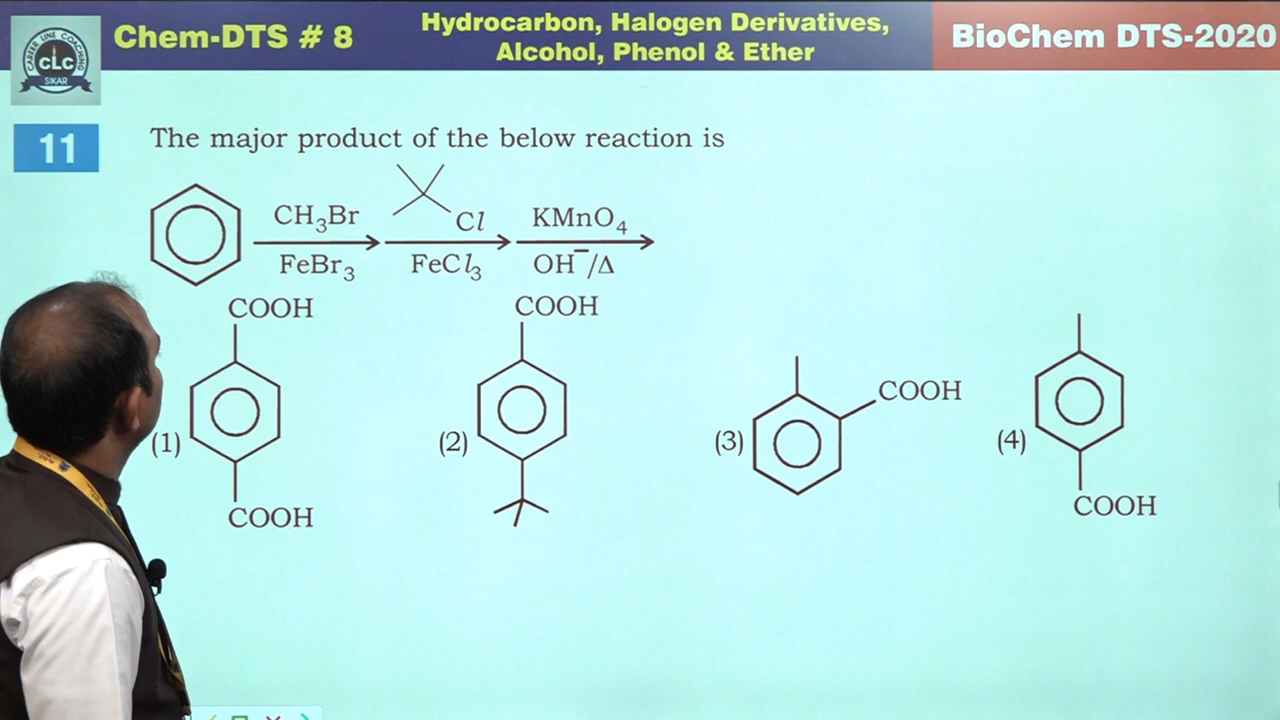 Chem-DTS # 8
Hydrocarbon, Halogen Derivatives,
Alcohol, Phenol & Ether
BioChem DTS-2020
CAREER LINE COACHING
CLC
SIKAR
11
The major product of the below reaction is
CH₃Br
FeBr₃
Cl
FeCl₃
KMnO₄
OH⁻/Δ
(1)
COOH
COOH
(2)
COOH
(3)
COOH
(4)
COOH